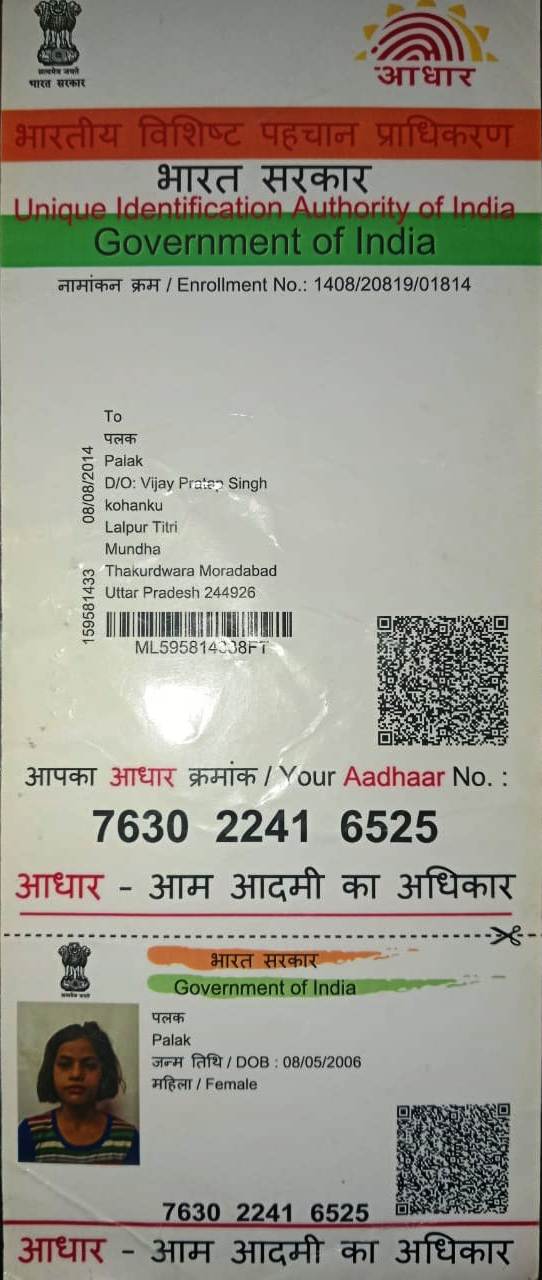 सत्यमेव जयते
भारत सरकार
आधार
भारतीय विशिष्ट पहचान प्राधिकरण
भारत सरकार
Unique Identification Authority of India
Government of India
नामांकन क्रम / Enrollment No.: 1408/20819/01814
To
पलक
Palak
D/O: Vijay Pratap Singh
kohanku
Lalpur Titri
Mundha
Thakurdwara Moradabad
Uttar Pradesh 244926
08/08/2014
159581433
आपका आधार क्रमांक / Your Aadhaar No. :
7630 2241 6525
आधार - आम आदमी का अधिकार
भारत सरकार
Government of India
पलक
Palak
जन्म तिथि / DOB : 08/05/2006
महिला / Female
7630 2241 6525
आधार - आम आदमी का अधिकार